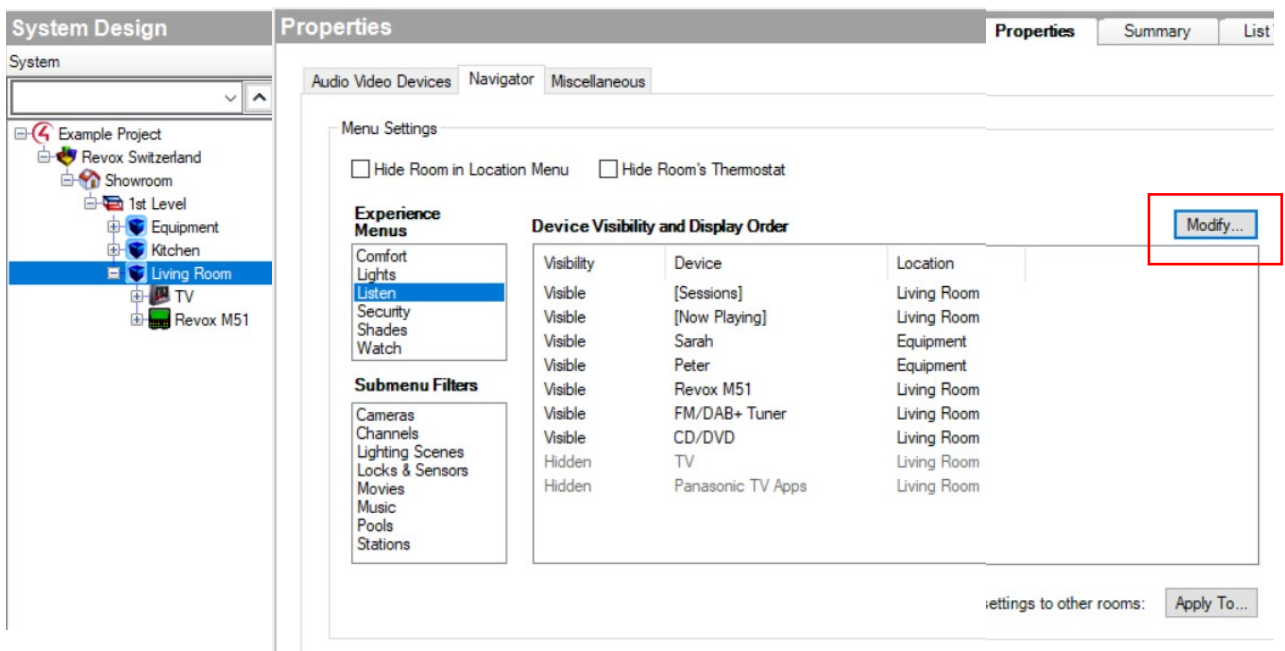 System Design
System
Example Project
Revox Switzerland
Showroom
1st Level
Equipment
Kitchen
Living Room
TV
Revox M51
Properties
Properties Summary List
Audio Video Devices Navigator Miscellaneous
Menu Settings
Hide Room in Location Menu Hide Room's Thermostat
Experience
Menus
Comfort
Lights
Listen
Security
Shades
Watch
Submenu Filters
Cameras
Channels
Lighting Scenes
Locks & Sensors
Movies
Music
Pools
Stations
Device Visibility and Display Order
Modify...
Visibility Device Location
Visible [Sessions] Living Room
Visible [Now Playing] Living Room
Visible Sarah Equipment
Visible Peter Equipment
Visible Revox M51 Living Room
Visible FM/DAB+ Tuner Living Room
Visible CD/DVD Living Room
Hidden TV Living Room
Hidden Panasonic TV Apps Living Room
settings to other rooms: Apply To...